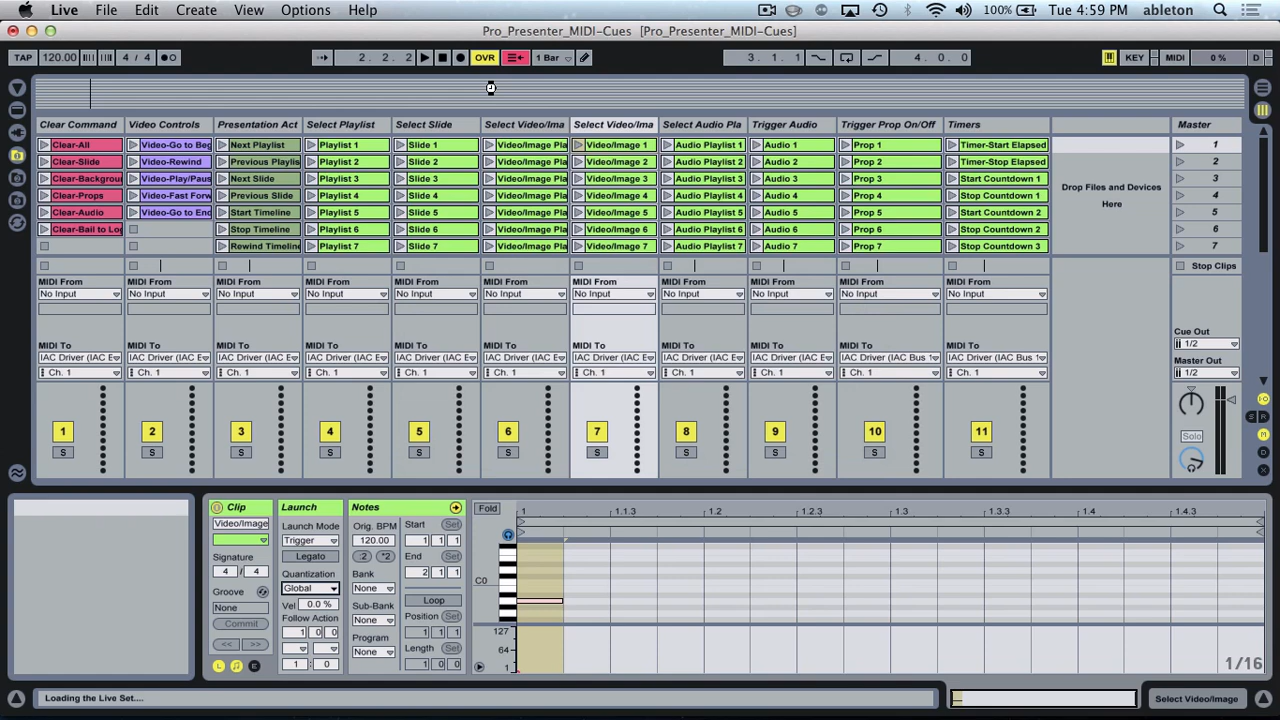 Live File Edit Create View Options Help 100% Tue 4:59 PM ableton
Pro_Presenter_MIDI-Cues [Pro_Presenter_MIDI-Cues]
TAP 120.00 4 / 4 2. 2. 2 OVR 1 Bar 3. 1. 1 4. 0. 0 KEY MIDI 0 % D
Clear Command Video Controls Presentation Act Select Playlist Select Slide Select Video/Ima Select Video/Ima Select Audio Pla Trigger Audio Trigger Prop On/Off Timers Master
Clear-All Video-Go to Beg Next Playlist Playlist 1 Slide 1 Video/Image Pla Video/Image 1 Audio Playlist 1 Audio 1 Prop 1 Timer-Start Elapsed 1
Clear-Slide Video-Rewind Previous Playlis Playlist 2 Slide 2 Video/Image Pla Video/Image 2 Audio Playlist 2 Audio 2 Prop 2 Timer-Stop Elapsed 2
Clear-Backgrou Video-Play/Paus Next Slide Playlist 3 Slide 3 Video/Image Pla Video/Image 3 Audio Playlist 3 Audio 3 Prop 3 Start Countdown 1 3
Clear-Props Video-Fast Forw Previous Slide Playlist 4 Slide 4 Video/Image Pla Video/Image 4 Audio Playlist 4 Audio 4 Prop 4 Stop Countdown 1 4
Clear-Audio Video-Go to End Start Timeline Playlist 5 Slide 5 Video/Image Pla Video/Image 5 Audio Playlist 5 Audio 5 Prop 5 Start Countdown 2 5
Clear-Bail to Log Stop Timeline Playlist 6 Slide 6 Video/Image Pla Video/Image 6 Audio Playlist 6 Audio 6 Prop 6 Stop Countdown 2 6
Rewind Timeline Playlist 7 Slide 7 Video/Image Pla Video/Image 7 Audio Playlist 7 Audio 7 Prop 7 Stop Countdown 3 7
Drop Files and Devices
Here
Stop Clips
MIDI From MIDI From MIDI From MIDI From MIDI From MIDI From MIDI From MIDI From MIDI From MIDI From MIDI From
No Input No Input No Input No Input No Input No Input No Input No Input No Input No Input No Input
Cue Out
MIDI To MIDI To MIDI To MIDI To MIDI To MIDI To MIDI To MIDI To MIDI To MIDI To MIDI To 1/2
IAC Driver (IAC E IAC Driver (IAC E IAC Driver (IAC E IAC Driver (IAC E IAC Driver (IAC E IAC Driver (IAC E IAC Driver (IAC E IAC Driver (IAC E IAC Driver (IAC E IAC Driver (IAC Bus IAC Driver (IAC Bus Master Out
Ch. 1 Ch. 1 Ch. 1 Ch. 1 Ch. 1 Ch. 1 Ch. 1 Ch. 1 Ch. 1 Ch. 1 Ch. 1 1/2
1 2 3 4 5 6 7 8 9 10 11 Solo
S S S S S S S S S S S
Clip Launch Notes Fold 1 1.1.3 1.2 1.2.3 1.3 1.3.3 1.4 1.4.3
Video/Image Launch Mode Orig. BPM Start Set
Trigger 120.00 1 1 1
Signature Legato :2 *2 End Set
4 / 4 Quantization Bank 2 1 1
Groove Global None Loop C0
None Vel 0.0 % Sub-Bank Position Set
Commit Follow Action None 1 1 1 127
<< >> 1 0 0 Program Length Set 64
L E 1 : 0 None 1 0 0 1 1/16
Loading the Live Set.... Select Video/Image